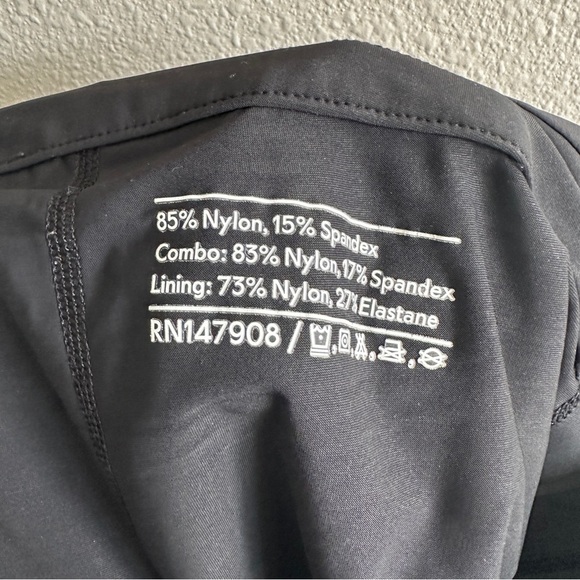 85% Nylon, 15% Spandex
Combo: 83% Nylon, 17% Spandex
Lining: 73% Nylon, 27% Elastane
RN147908 /